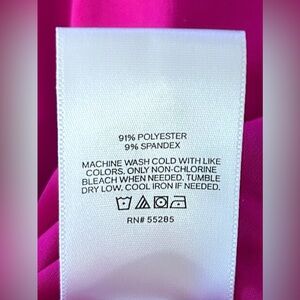 91% POLYESTER
9% SPANDEX
MACHINE WASH COLD WITH LIKE
COLORS. ONLY NON-CHLORINE
BLEACH WHEN NEEDED. TUMBLE
DRY LOW. COOL IRON IF NEEDED.
RN# 55285